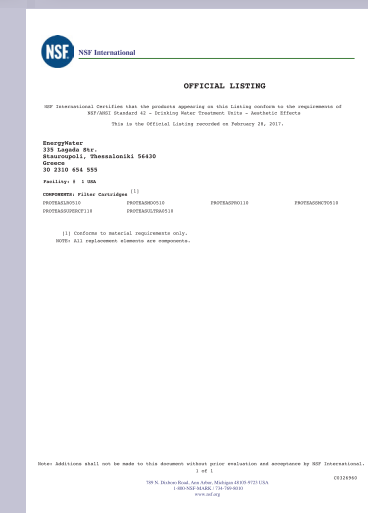 NSF International
OFFICIAL LISTING
NSF International Certifies that the products appearing on this Listing conform to the requirements of
NSF/ANSI Standard 42 - Drinking Water Treatment Units - Aesthetic Effects
This is the Official Listing recorded on February 28, 2017.
EnergyWater
335 Lagada Str.
Stauroupoli, Thessaloniki 56430
Greece
30 2310 654 555
Facility: # 1 USA
COMPONENTS: Filter Cartridges [1]
PROTEASLR0510 PROTEASMO0510 PROTEASPR0110 PROTEASSMCT0510
PROTEASSUPERCF110 PROTEASULTRA0510
[1] Conforms to material requirements only.
NOTE: All replacement elements are components.
Note: Additions shall not be made to this document without prior evaluation and acceptance by NSF International.
1 of 1
C0326960
789 N. Dixboro Road, Ann Arbor, Michigan 48105-9723 USA
1-800-NSF-MARK / 734-769-8010
www.nsf.org